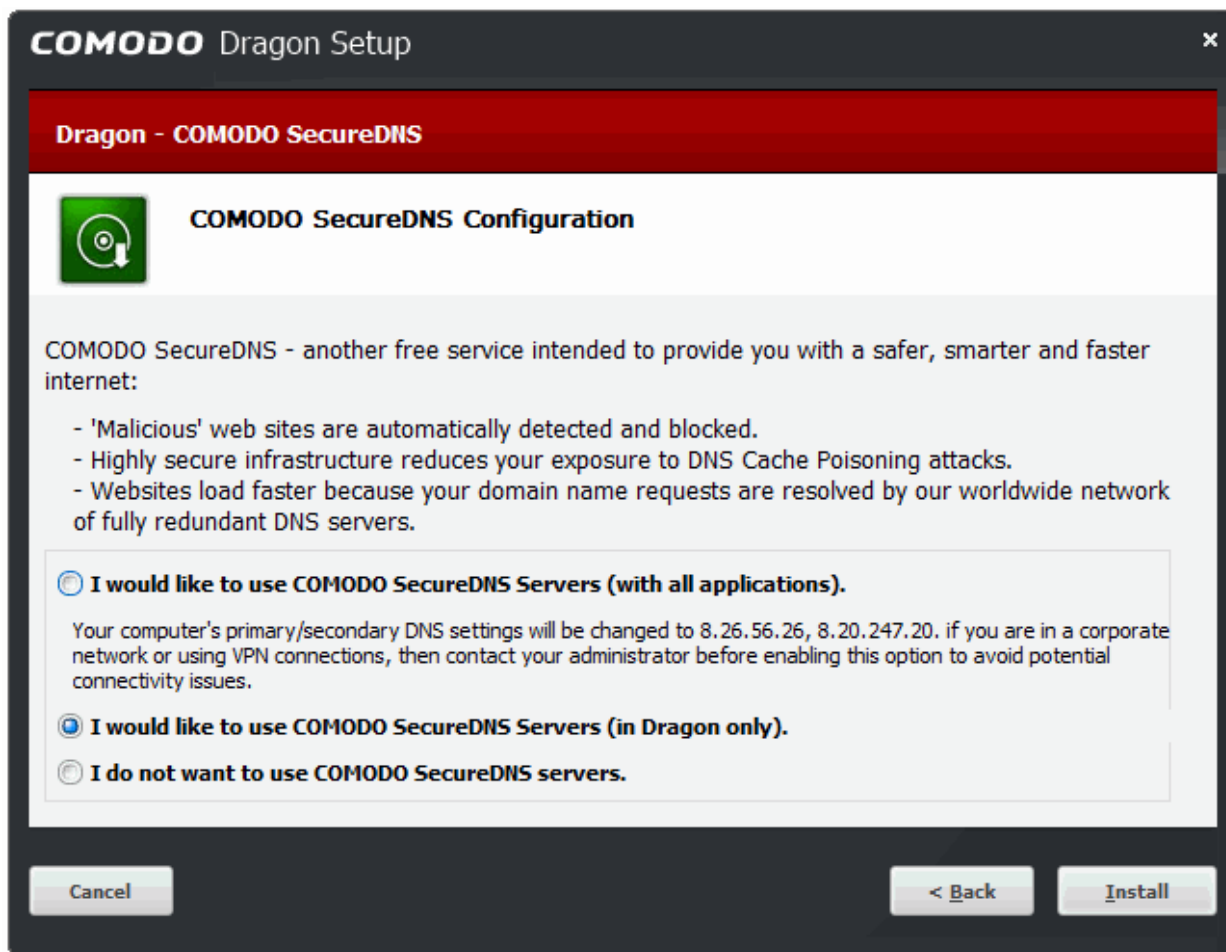 COMODO Dragon Setup
×
Dragon - COMODO SecureDNS
COMODO SecureDNS Configuration
COMODO SecureDNS - another free service intended to provide you with a safer, smarter and faster
internet:
- 'Malicious' web sites are automatically detected and blocked.
- Highly secure infrastructure reduces your exposure to DNS Cache Poisoning attacks.
- Websites load faster because your domain name requests are resolved by our worldwide network
of fully redundant DNS servers.
I would like to use COMODO SecureDNS Servers (with all applications).
Your computer's primary/secondary DNS settings will be changed to 8.26.56.26, 8.20.247.20. if you are in a corporate
network or using VPN connections, then contact your administrator before enabling this option to avoid potential
connectivity issues.
I would like to use COMODO SecureDNS Servers (in Dragon only).
I do not want to use COMODO SecureDNS servers.
Cancel
< Back
Install